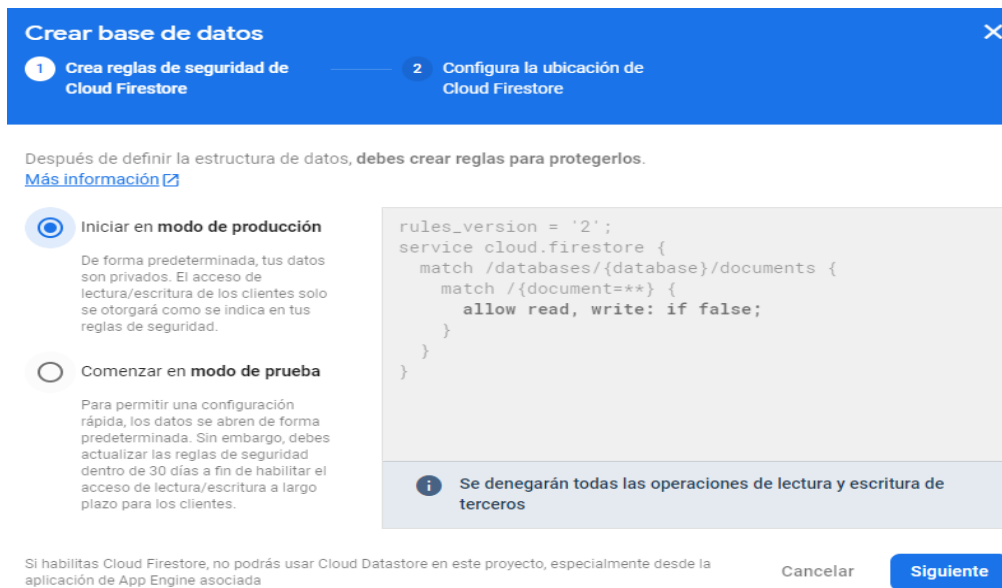 Crear base de datos
1 Crea reglas de seguridad de
Cloud Firestore
2 Configura la ubicación de
Cloud Firestore
Después de definir la estructura de datos, debes crear reglas para protegerlos.
Más información
Iniciar en modo de producción
De forma predeterminada, tus datos
son privados. El acceso de
lectura/escritura de los clientes solo
se otorgará como se indica en tus
reglas de seguridad.
Comenzar en modo de prueba
Para permitir una configuración
rápida, los datos se abren de forma
predeterminada. Sin embargo, debes
actualizar las reglas de seguridad
dentro de 30 días a fin de habilitar el
acceso de lectura/escritura a largo
plazo para los clientes.
rules_version = '2';
service cloud.firestore {
  match /databases/{database}/documents {
    match /{document=**} {
      allow read, write: if false;
    }
  }
}
Se denegarán todas las operaciones de lectura y escritura de
terceros
Si habilitas Cloud Firestore, no podrás usar Cloud Datastore en este proyecto, especialmente desde la
aplicación de App Engine asociada
Cancelar
Siguiente